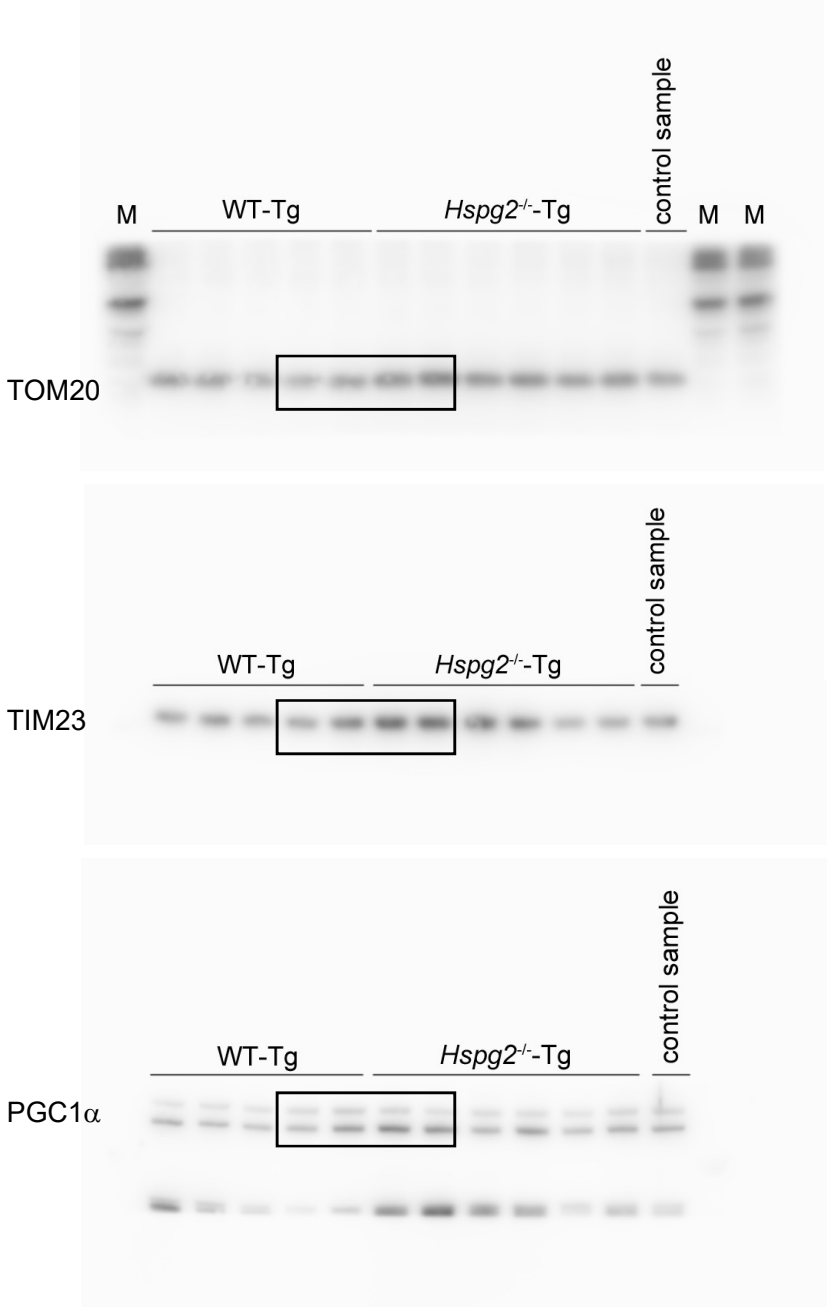 control sample
M WT-Tg Hspg2-/--Tg M M
TOM20
control sample
WT-Tg Hspg2-/--Tg
TIM23
control sample
WT-Tg Hspg2-/--Tg
PGC1α